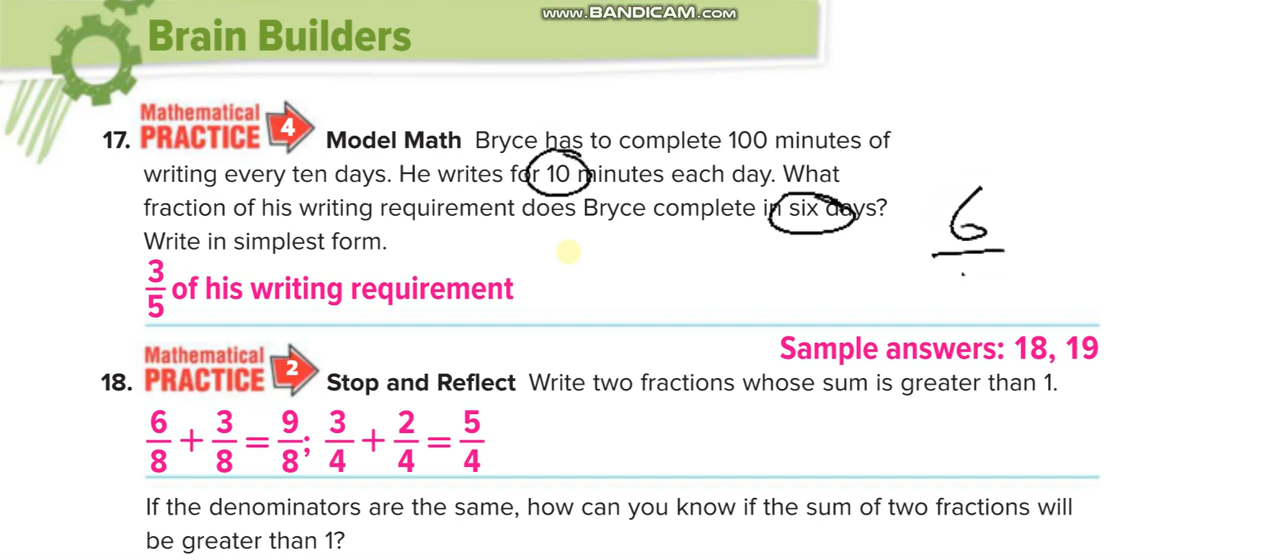 www.BANDICAM.com
Brain Builders
17. Mathematical PRACTICE 4 Model Math Bryce has to complete 100 minutes of
writing every ten days. He writes for 10 minutes each day. What
fraction of his writing requirement does Bryce complete in six days?
Write in simplest form.
6
3/5 of his writing requirement
Sample answers: 18, 19
18. Mathematical PRACTICE 2 Stop and Reflect Write two fractions whose sum is greater than 1.
6/8 + 3/8 = 9/8; 3/4 + 2/4 = 5/4
If the denominators are the same, how can you know if the sum of two fractions will
be greater than 1?